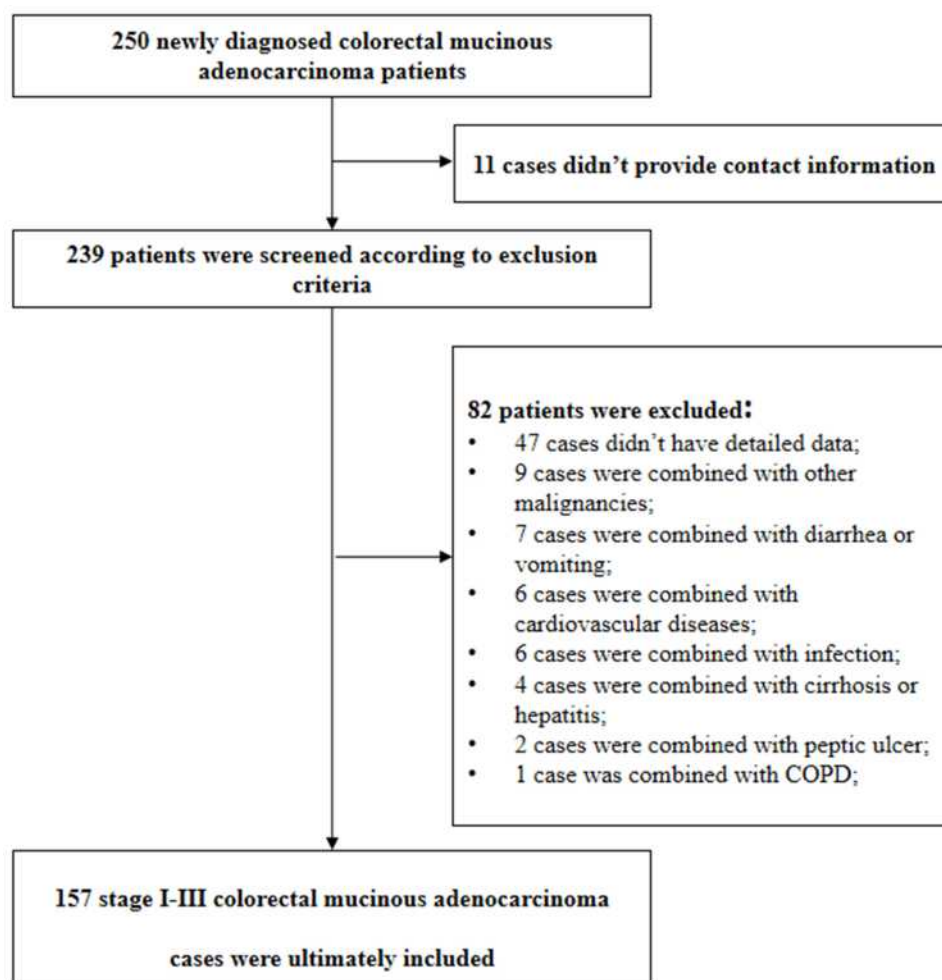 250 newly diagnosed colorectal mucinous
adenocarcinoma patients
11 cases didn’t provide contact information
239 patients were screened according to exclusion
criteria
82 patients were excluded:
• 47 cases didn’t have detailed data;
• 9 cases were combined with other
malignancies;
• 7 cases were combined with diarrhea or
vomiting;
• 6 cases were combined with
cardiovascular diseases;
• 6 cases were combined with infection;
• 4 cases were combined with cirrhosis or
hepatitis;
• 2 cases were combined with peptic ulcer;
• 1 case was combined with COPD;
157 stage I-III colorectal mucinous adenocarcinoma
cases were ultimately included